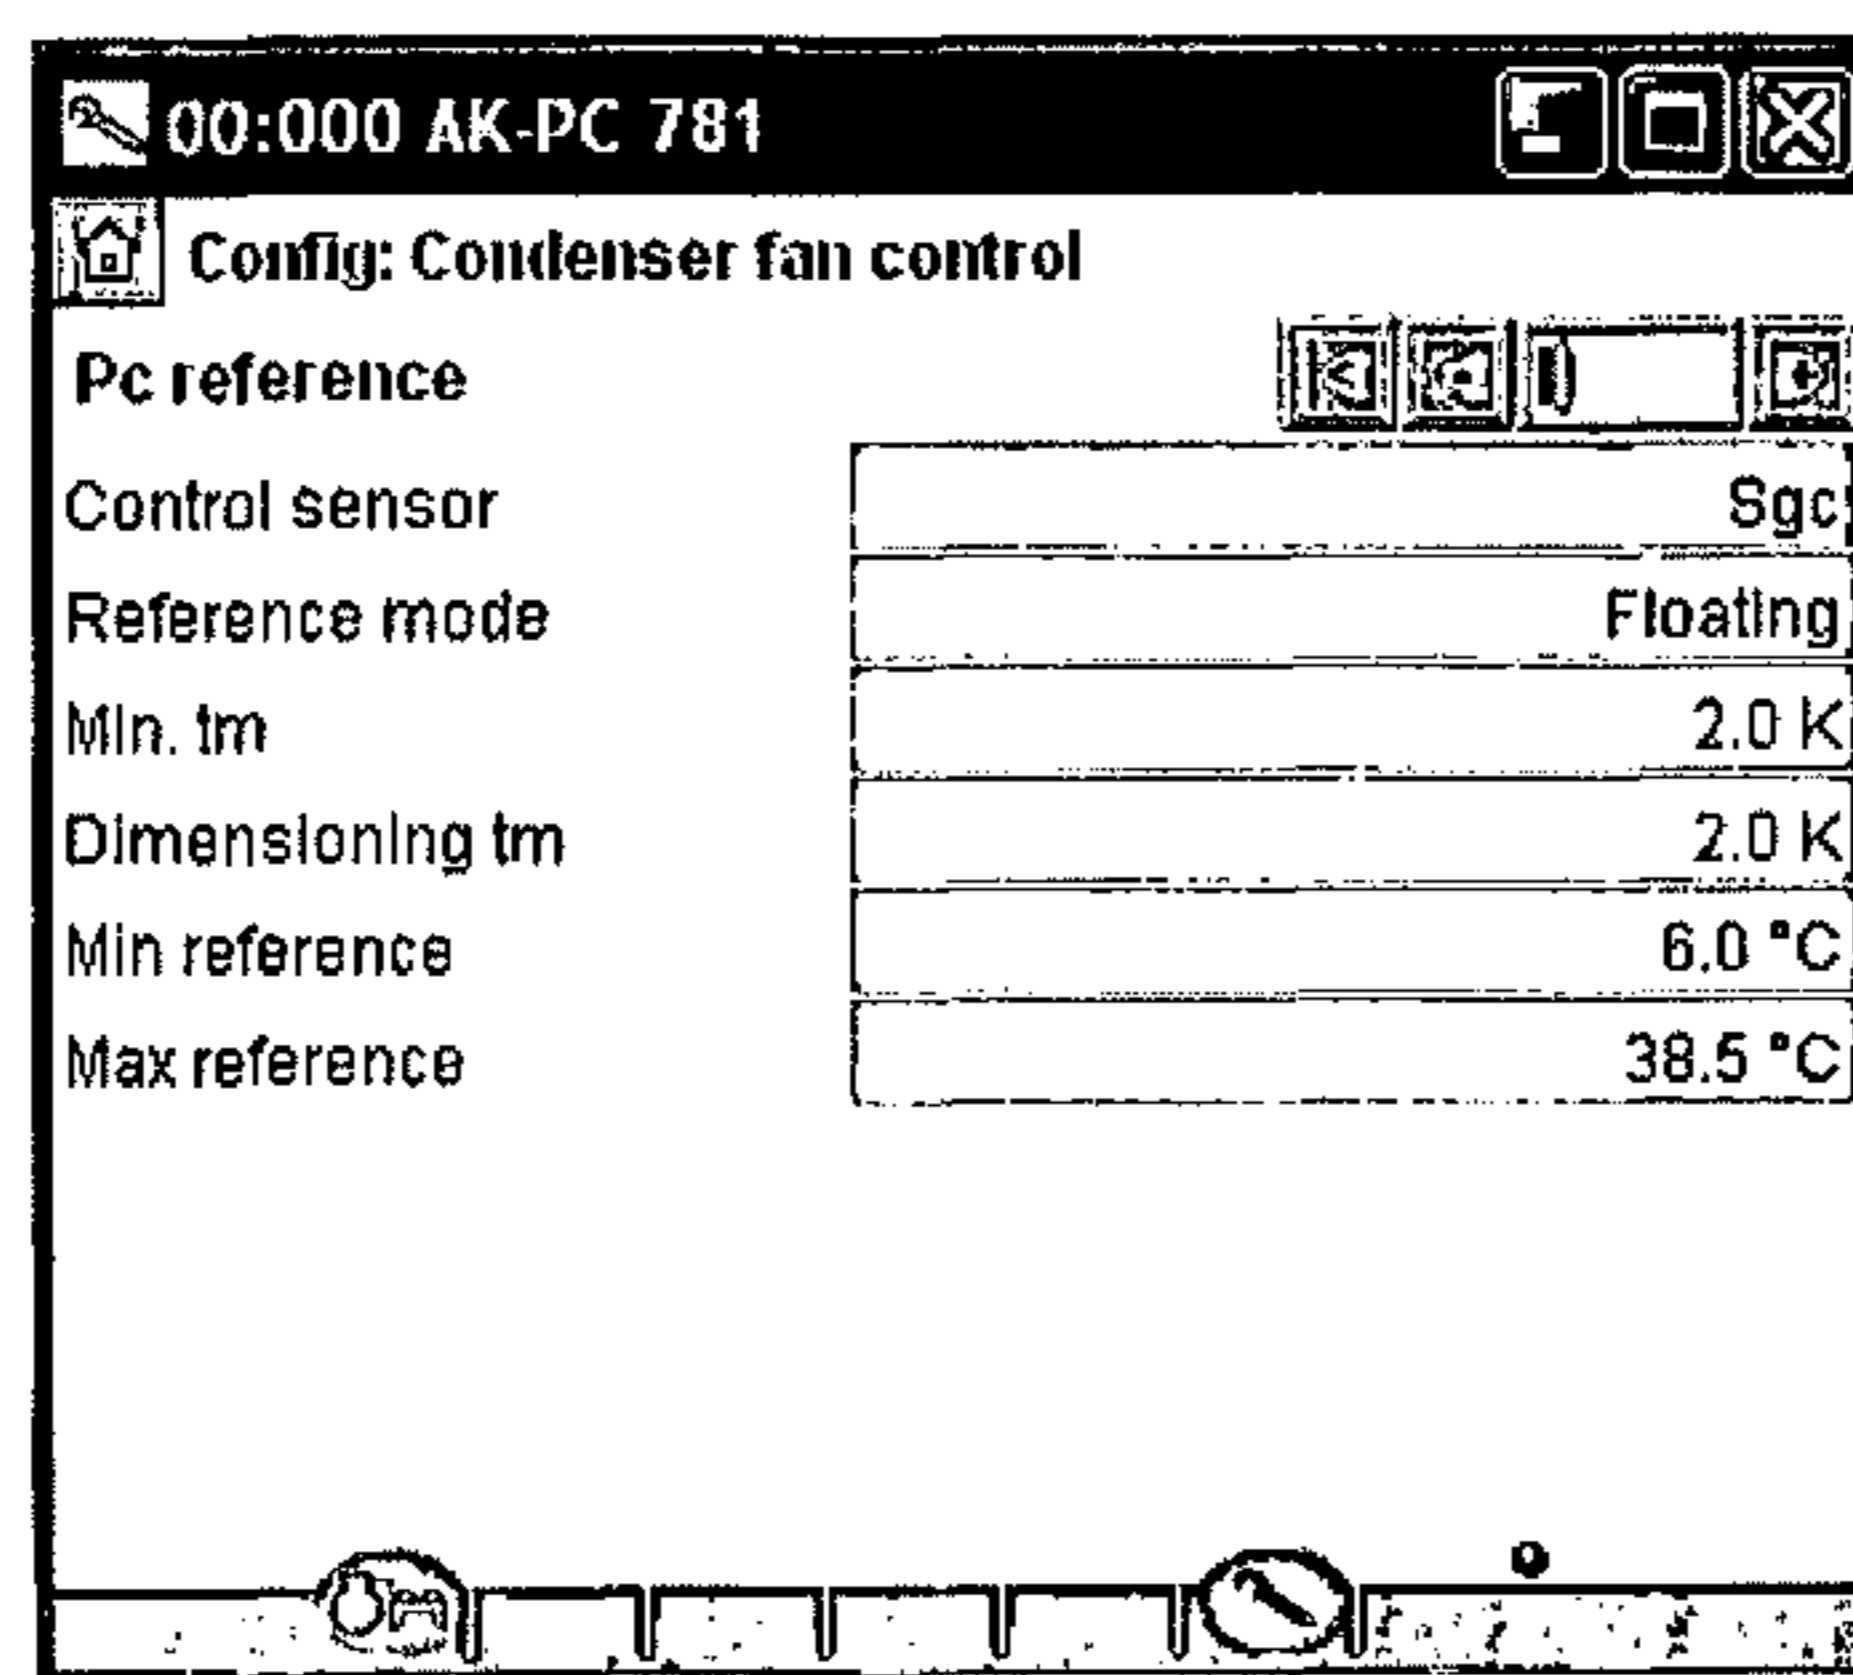 00:000 AK-PC 781
Config: Condenser fan control
Pc reference
Control sensor Sgc
Reference mode Floating
Min. tm 2.0 K
Dimensioning tm 2.0 K
Min reference 6.0 °C
Max reference 38.5 °C